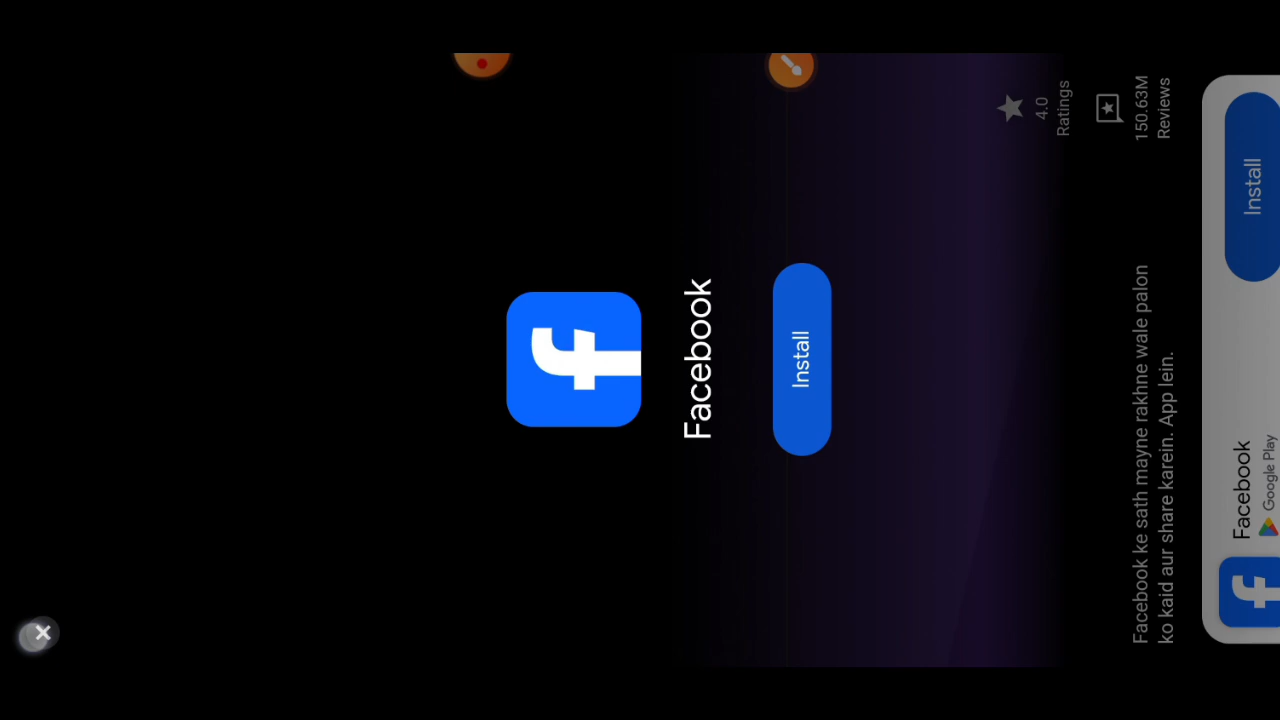 Facebook
Install
4.0
Ratings
150.63M
Reviews
Facebook ke sath mayne rakhne wale palon
ko kaid aur share karein. App lein.
Facebook
Google Play
Install